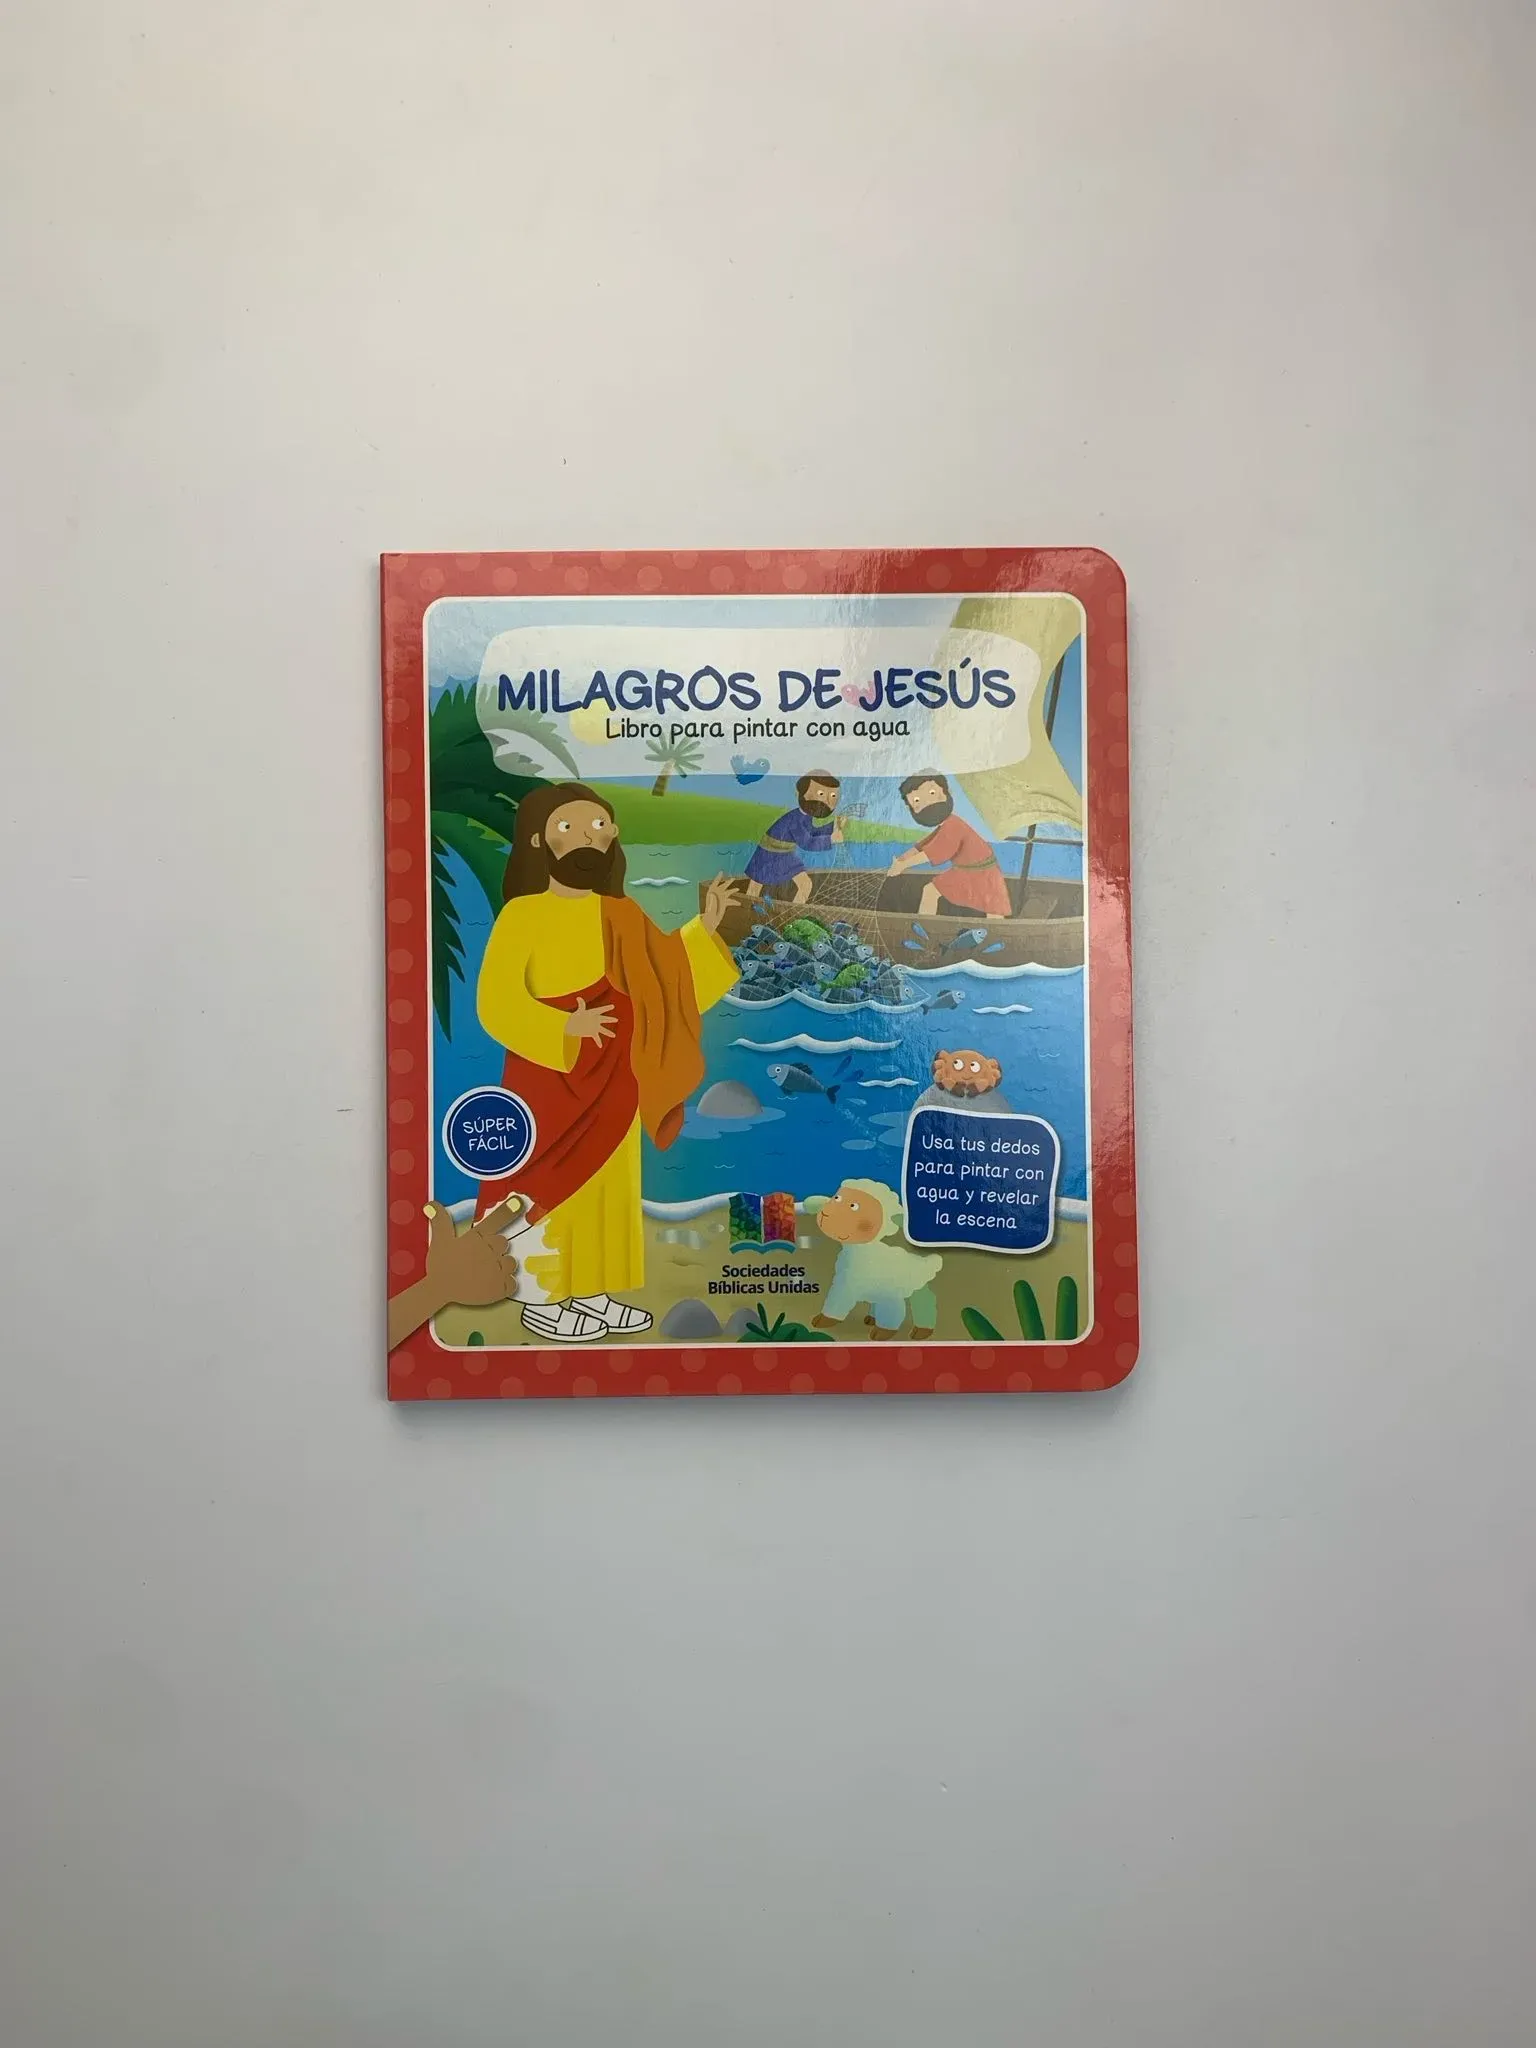 MILAGROS DE JESÚS
Libro para pintar con agua
SÚPER
FÁCIL
Usa tus dedos
para pintar con
agua y revelar
la escena
Sociedades
Bíblicas Unidas